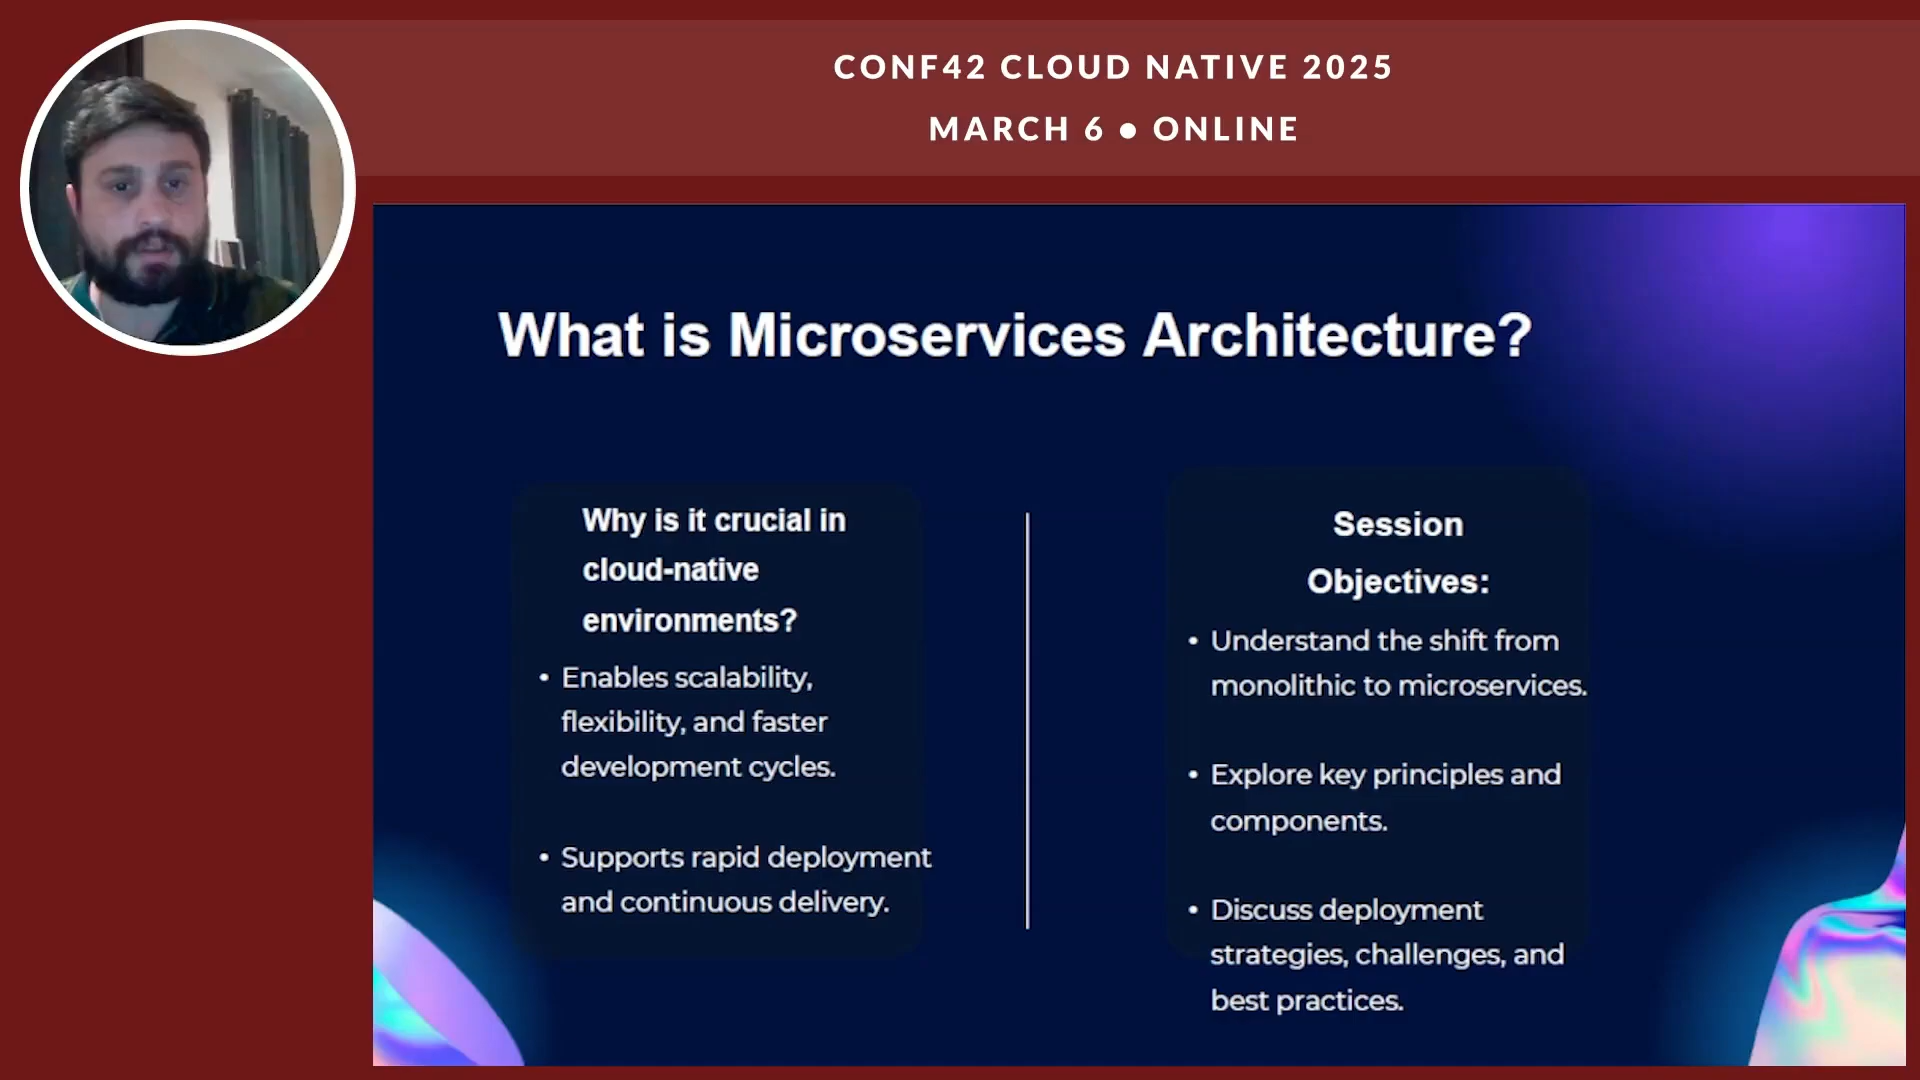 CONF42 CLOUD NATIVE 2025
MARCH 6 ● ONLINE
What is Microservices Architecture?
Why is it crucial in
cloud-native
environments?
• Enables scalability,
flexibility, and faster
development cycles.
• Supports rapid deployment
and continuous delivery.
Session
Objectives:
• Understand the shift from
monolithic to microservices.
• Explore key principles and
components.
• Discuss deployment
strategies, challenges, and
best practices.